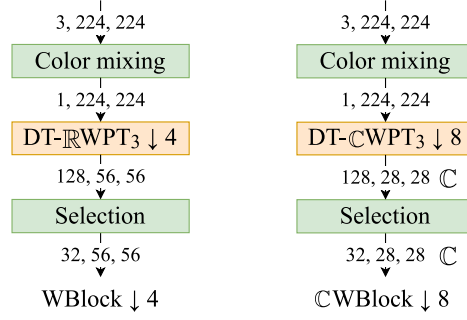 3, 224, 224
Color mixing
1, 224, 224
DT-ℝWPT₃ ↓ 4
128, 56, 56
Selection
32, 56, 56
WBlock ↓ 4
3, 224, 224
Color mixing
1, 224, 224
DT-ℂWPT₃ ↓ 8
128, 28, 28 ℂ
Selection
32, 28, 28 ℂ
ℂWBlock ↓ 8